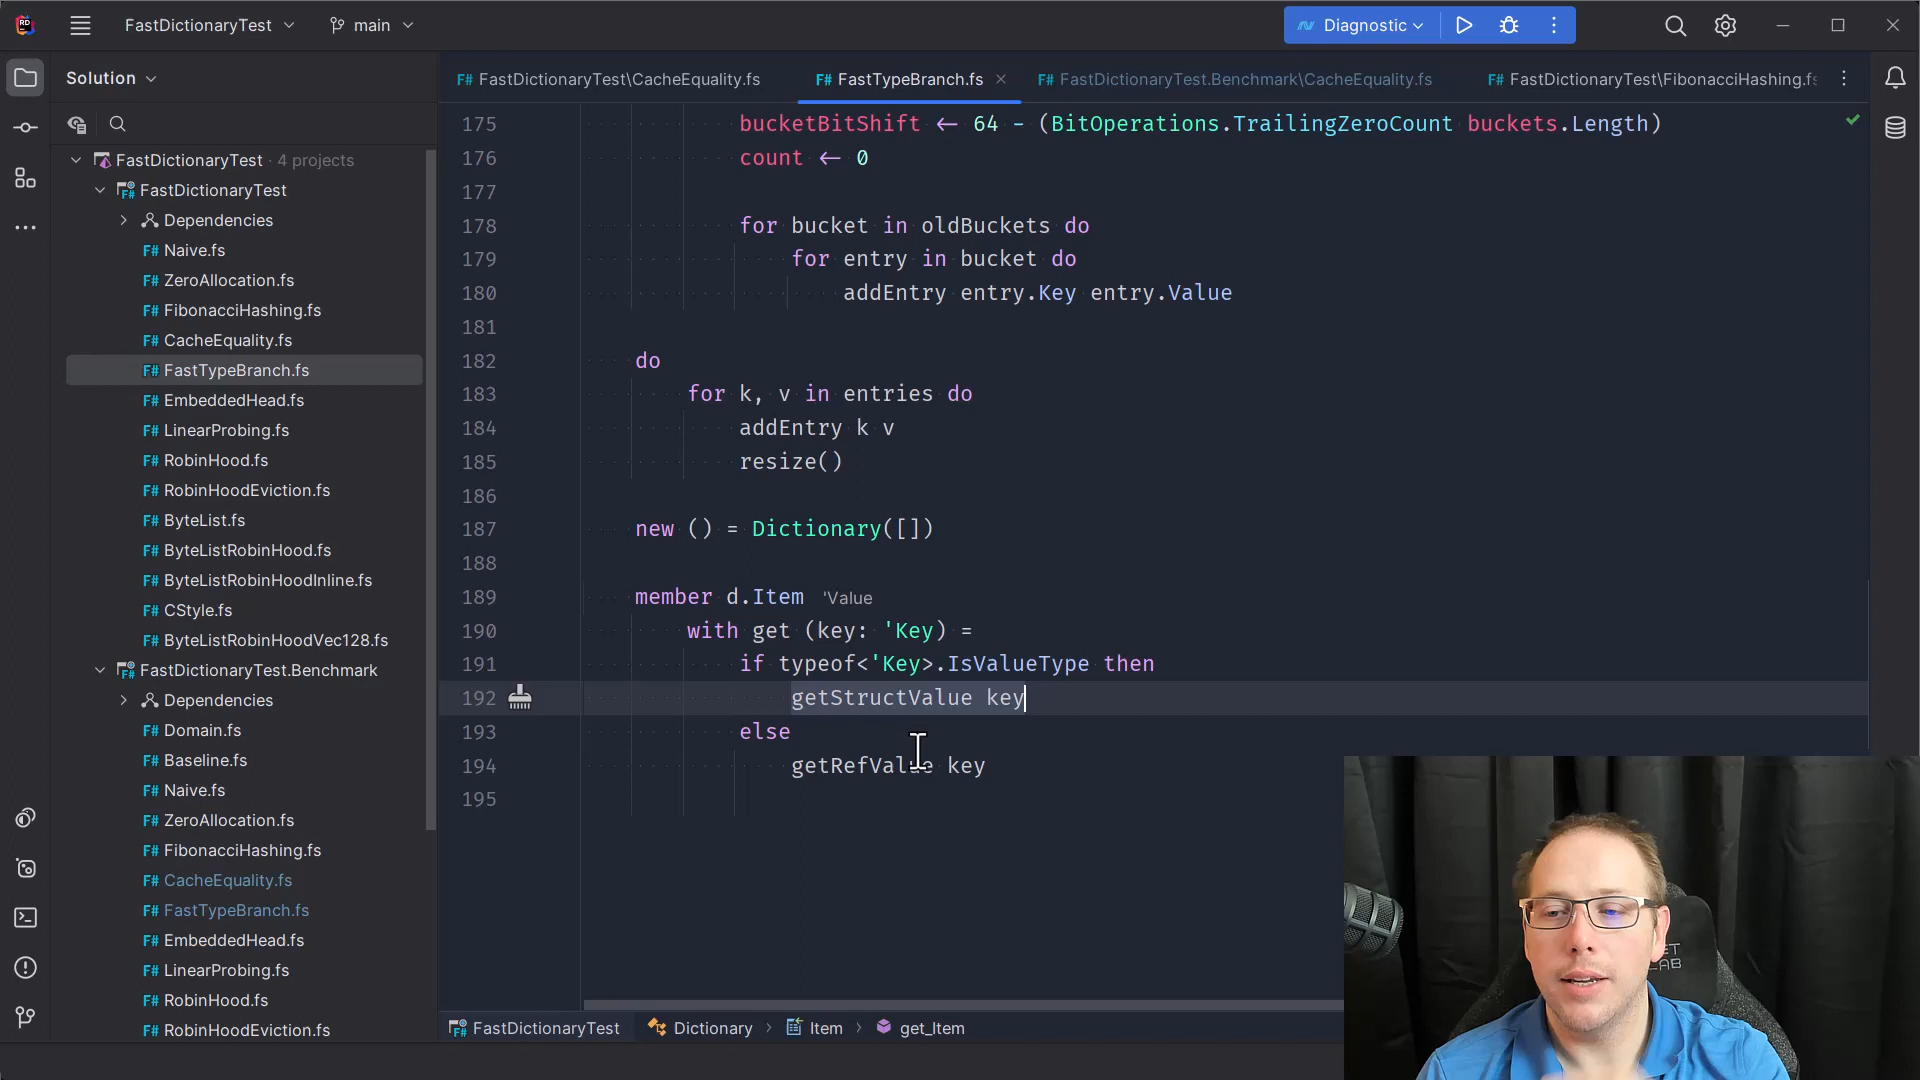 FastDictionaryTest main Diagnostic
Solution
FastDictionaryTest\CacheEquality.fs FastTypeBranch.fs FastDictionaryTest.Benchmark\CacheEquality.fs FastDictionaryTest\FibonacciHashing.fs
FastDictionaryTest · 4 projects
FastDictionaryTest
Dependencies
F# Naive.fs
F# ZeroAllocation.fs
F# FibonacciHashing.fs
F# CacheEquality.fs
F# FastTypeBranch.fs
F# EmbeddedHead.fs
F# LinearProbing.fs
F# RobinHood.fs
F# RobinHoodEviction.fs
F# ByteList.fs
F# ByteListRobinHood.fs
F# ByteListRobinHoodInline.fs
F# CStyle.fs
F# ByteListRobinHoodVec128.fs
FastDictionaryTest.Benchmark
Dependencies
F# Domain.fs
F# Baseline.fs
F# Naive.fs
F# ZeroAllocation.fs
F# FibonacciHashing.fs
F# CacheEquality.fs
F# FastTypeBranch.fs
F# EmbeddedHead.fs
F# LinearProbing.fs
F# RobinHood.fs
F# RobinHoodEviction.fs
175 bucketBitShift <- 64 - (BitOperations.TrailingZeroCount buckets.Length)
176 count <- 0
177
178 for bucket in oldBuckets do
179 for entry in bucket do
180 addEntry entry.Key entry.Value
181
182 do
183 for k, v in entries do
184 addEntry k v
185 resize()
186
187 new () = Dictionary([])
188
189 member d.Item 'Value
190 with get (key: 'Key) =
191 if typeof<'Key>.IsValueType then
192 getStructValue key
193 else
194 getRefValue key
195
FastDictionaryTest Dictionary > Item > get_Item